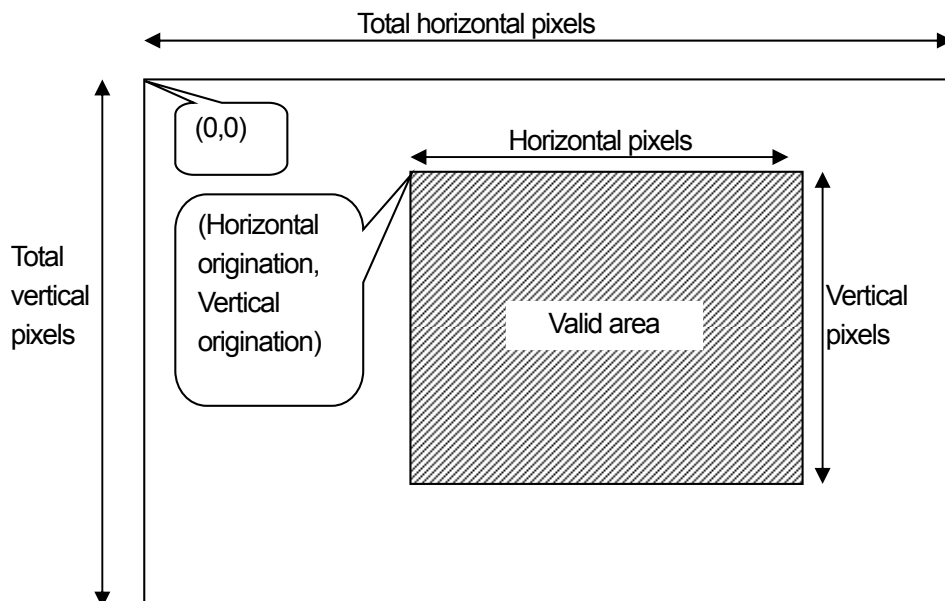 Total horizontal pixels
(0,0)
Horizontal pixels
(Horizontal
origination,
Vertical
origination)
Total
vertical
pixels
Valid area
Vertical
pixels